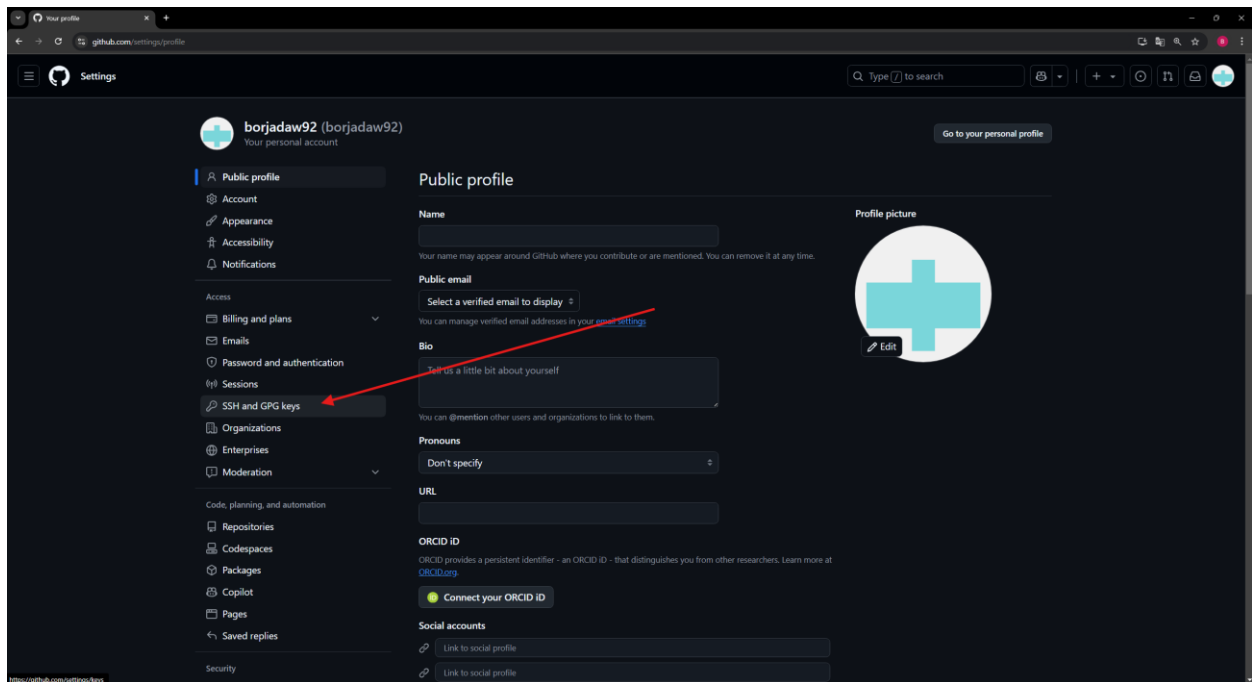 Your profile
github.com/settings/profile
Settings
Type / to search
borjadaw92 (borjadaw92)
Your personal account
Go to your personal profile
Public profile
Account
Appearance
Accessibility
Notifications
Access
Billing and plans
Emails
Password and authentication
Sessions
SSH and GPG keys
Organizations
Enterprises
Moderation
Code, planning, and automation
Repositories
Codespaces
Packages
Copilot
Pages
Saved replies
Security
Public profile
Name
Your name may appear around GitHub where you contribute or are mentioned. You can remove it at any time.
Public email
Select a verified email to display
You can manage verified email addresses in your email settings
Bio
Tell us a little bit about yourself
You can @mention other users and organizations to link to them.
Pronouns
Don't specify
URL
ORCID iD
ORCID provides a persistent identifier - an ORCID iD - that distinguishes you from other researchers. Learn more at
ORCID.org.
iD Connect your ORCID iD
Social accounts
Link to social profile
Link to social profile
Profile picture
Edit
https://github.com/settings/keys